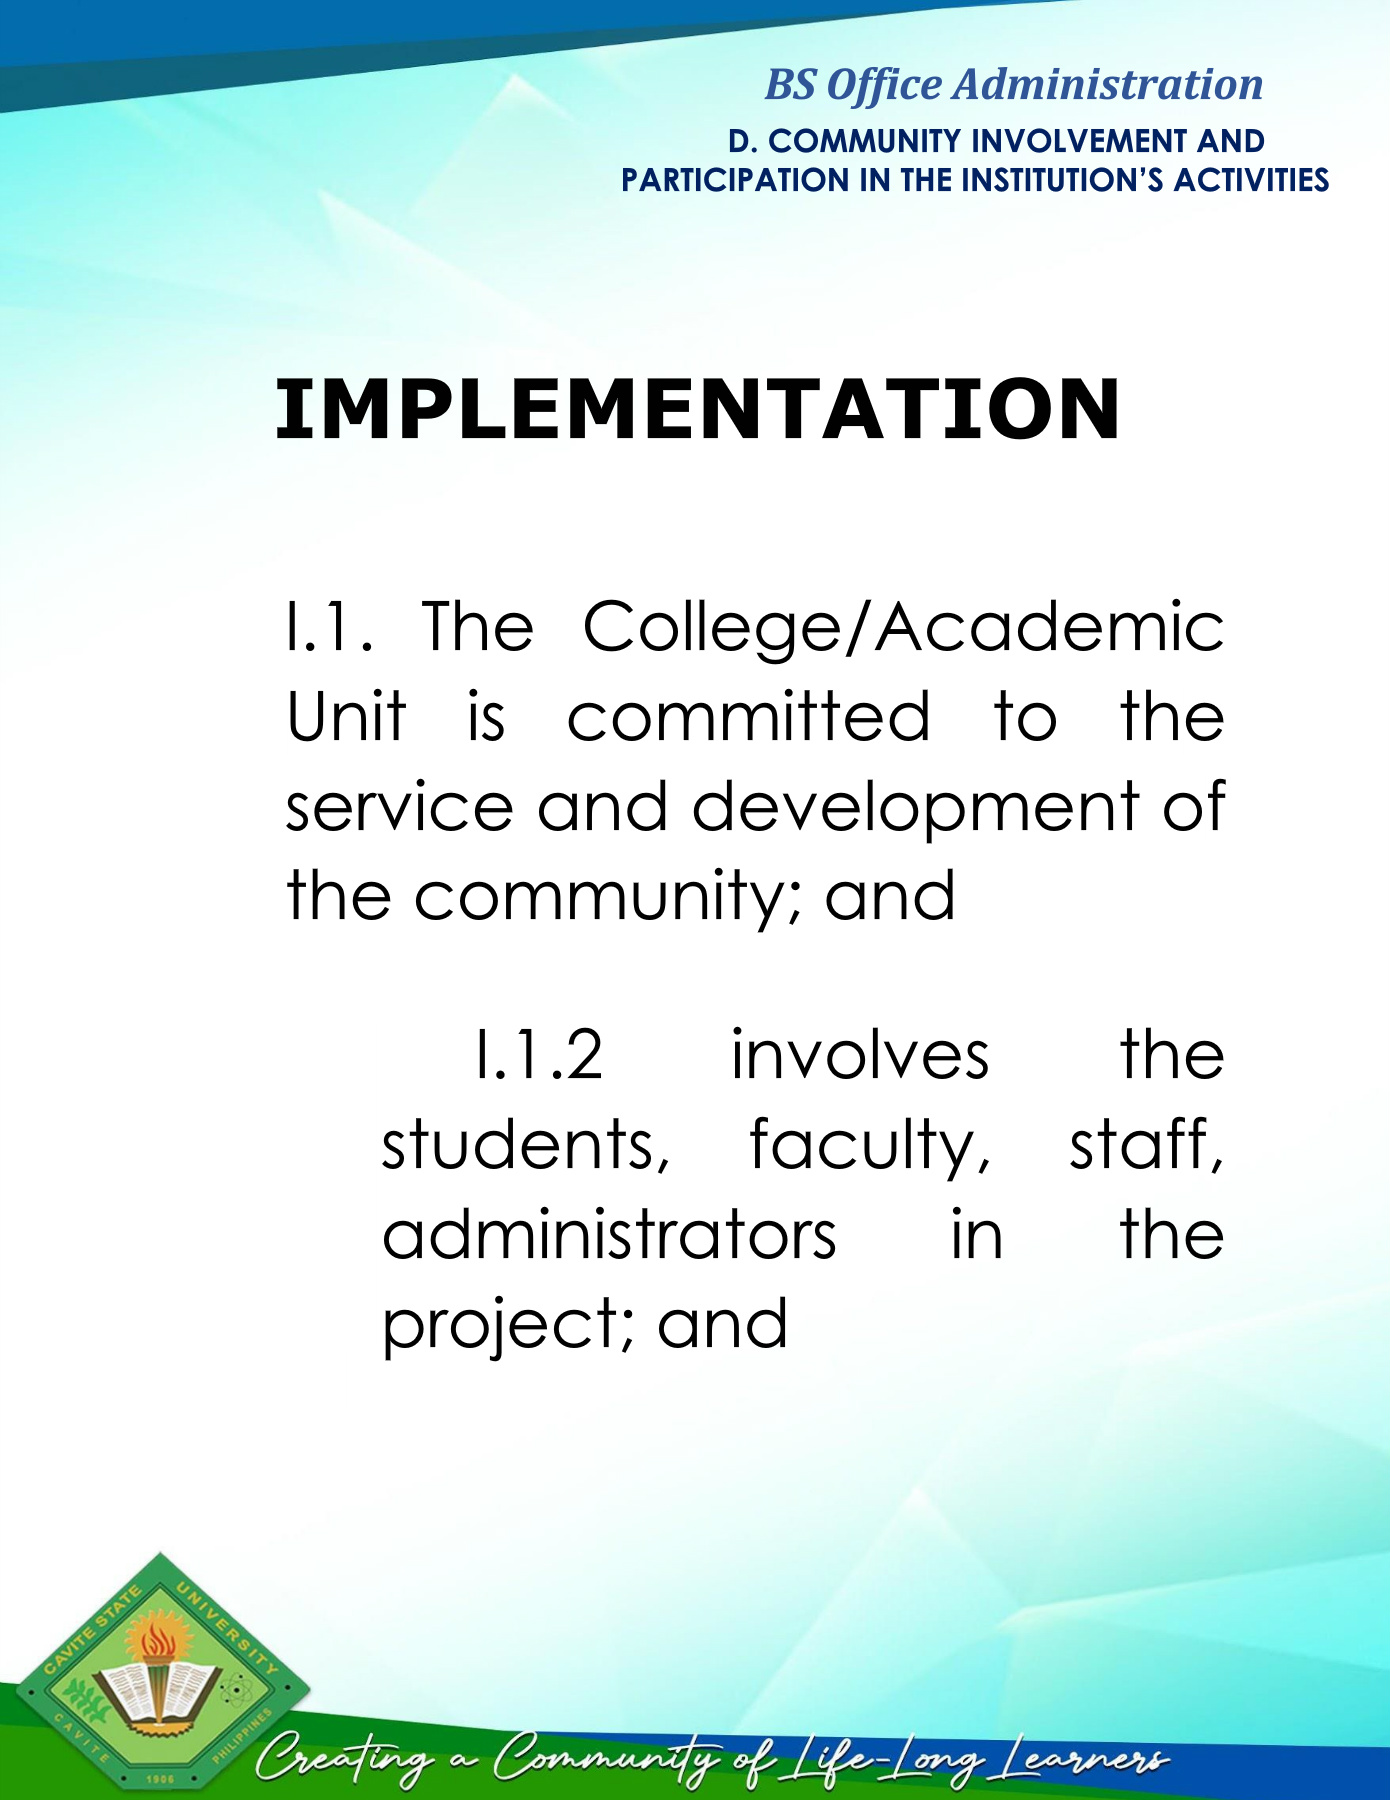 BS Office Administration
D. COMMUNITY INVOLVEMENT AND
PARTICIPATION IN THE INSTITUTION’S ACTIVITIES
IMPLEMENTATION
I.1. The College/Academic
Unit is committed to the
service and development of
the community; and
I.1.2 involves the
students, faculty, staff,
administrators in the
project; and
CAVITE STATE UNIVERSITY
CAVITE PHILIPPINES
1906
Creating a Community of Life-Long Learners